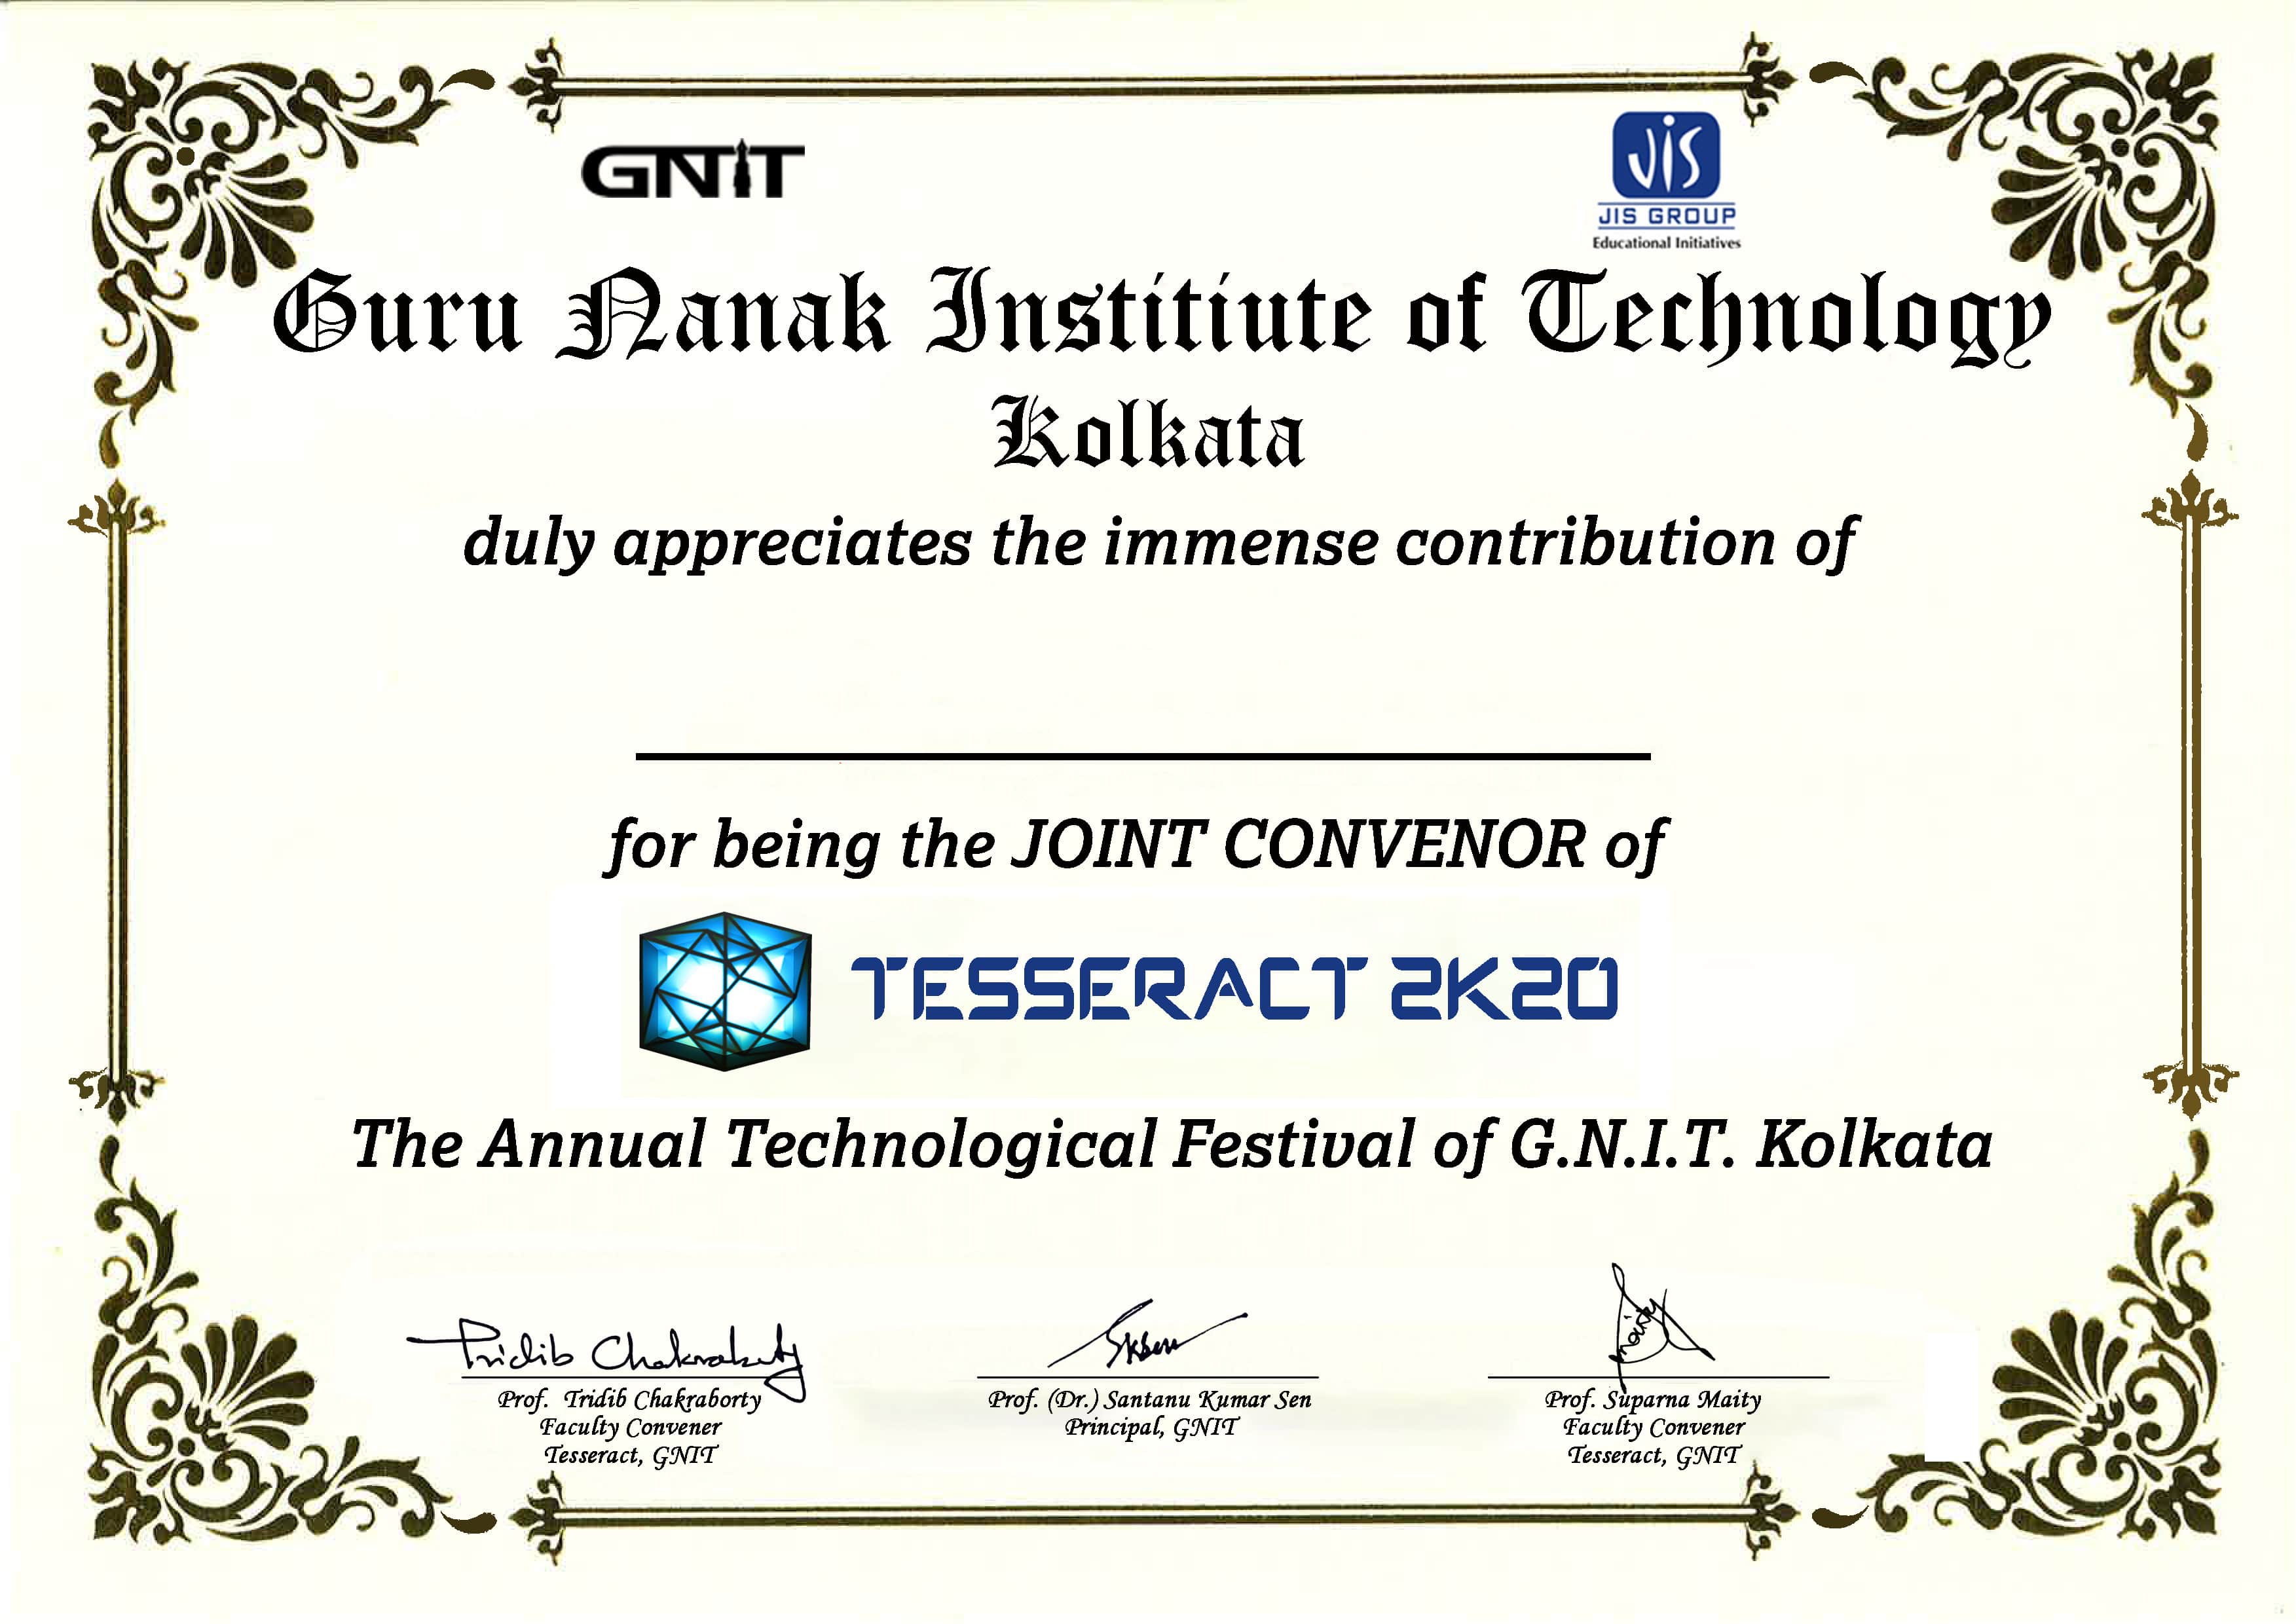 GNIT
JIS
JIS GROUP
Educational Initiatives
Guru Nanak Institiute of Technology
Kolkata
duly appreciates the immense contribution of
for being the JOINT CONVENOR of
TESSERACT 2K20
The Annual Technological Festival of G.N.I.T. Kolkata
Tridib Chakraborty
SKSen
Maity
Prof. Tridib Chakraborty
Faculty Convener
Tesseract, GNIT
Prof. (Dr.) Santanu Kumar Sen
Principal, GNIT
Prof. Suparna Maity
Faculty Convener
Tesseract, GNIT